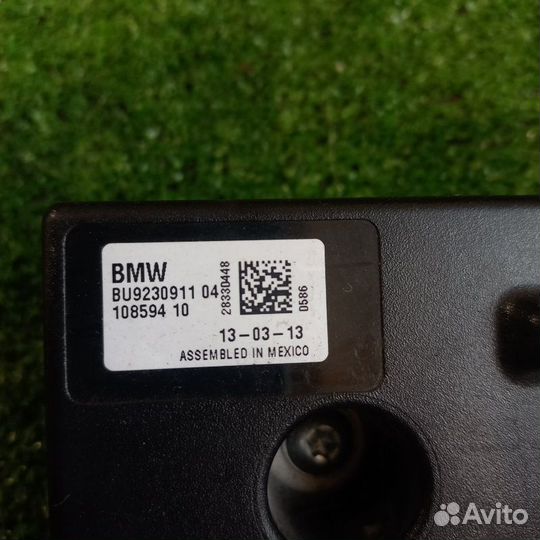 BMW
BU9230911 04
108594 10
28330448
0586
13-03-13
ASSEMBLED IN MEXICO
Avito